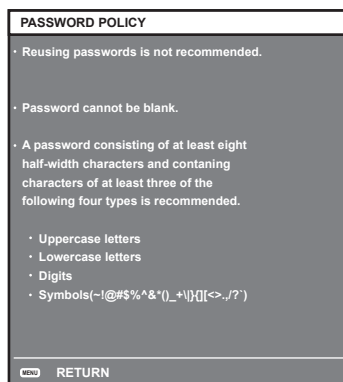 PASSWORD POLICY
・Reusing passwords is not recommended.
・Password cannot be blank.
・A password consisting of at least eight
half-width characters and contaning
characters of at least three of the
following four types is recommended.
・Uppercase letters
・Lowercase letters
・Digits
・Symbols(~!@#$%^&*()_+\|}{][<>.,/?`)
MENU RETURN